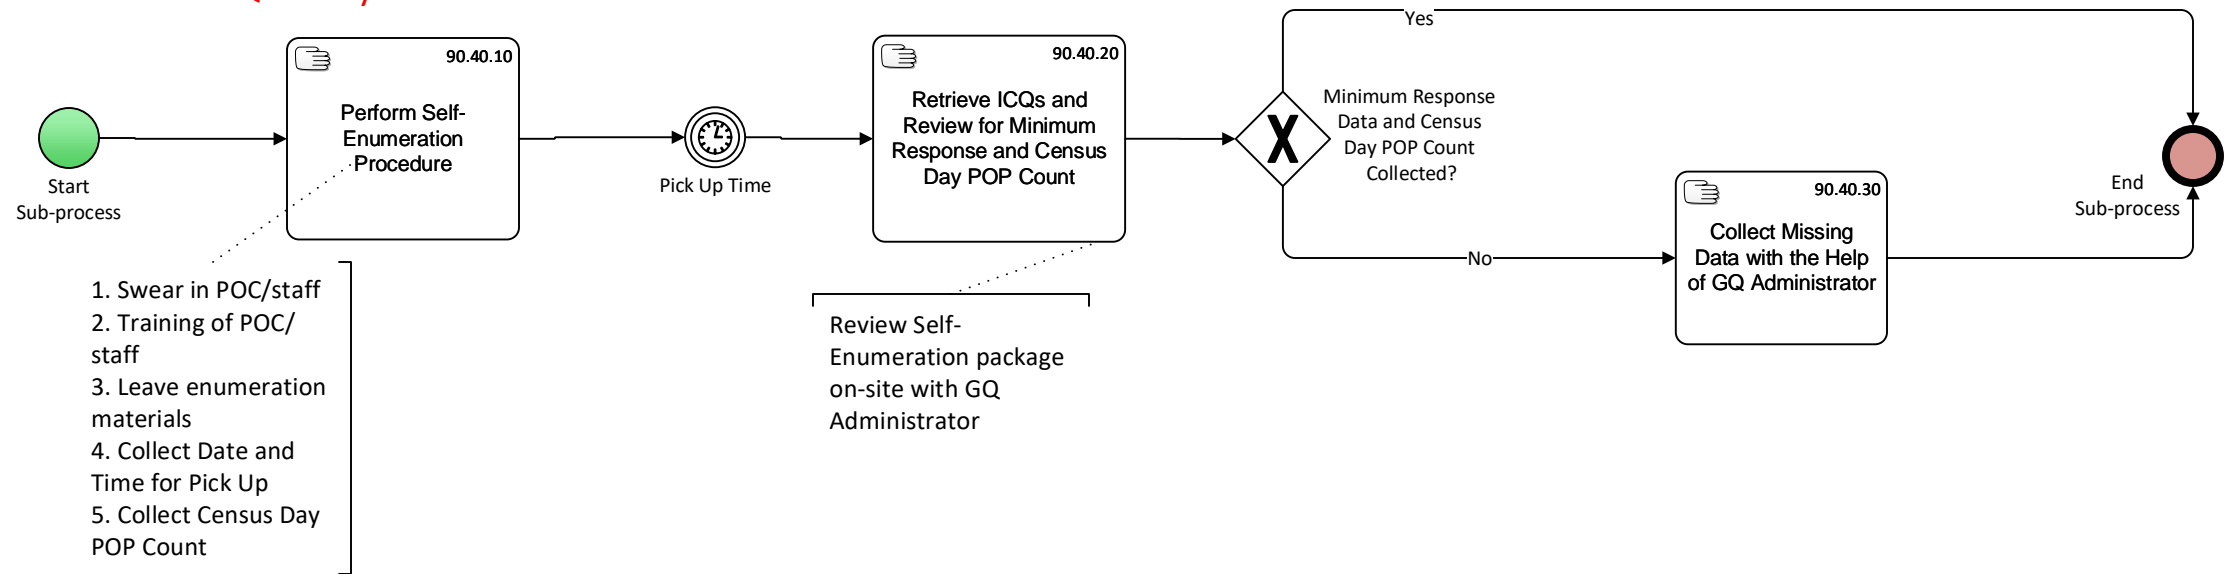 90.40.10
Perform Self-
Enumeration
Procedure
Start
Sub-process
1. Swear in POC/staff
2. Training of POC/
staff
3. Leave enumeration
materials
4. Collect Date and
Time for Pick Up
5. Collect Census Day
POP Count
Pick Up Time
90.40.20
Retrieve ICQs and
Review for Minimum
Response and Census
Day POP Count
Review Self-
Enumeration package
on-site with GQ
Administrator
Yes
Minimum Response
Data and Census
Day POP Count
Collected?
No
90.40.30
Collect Missing
Data with the Help
of GQ Administrator
End
Sub-process